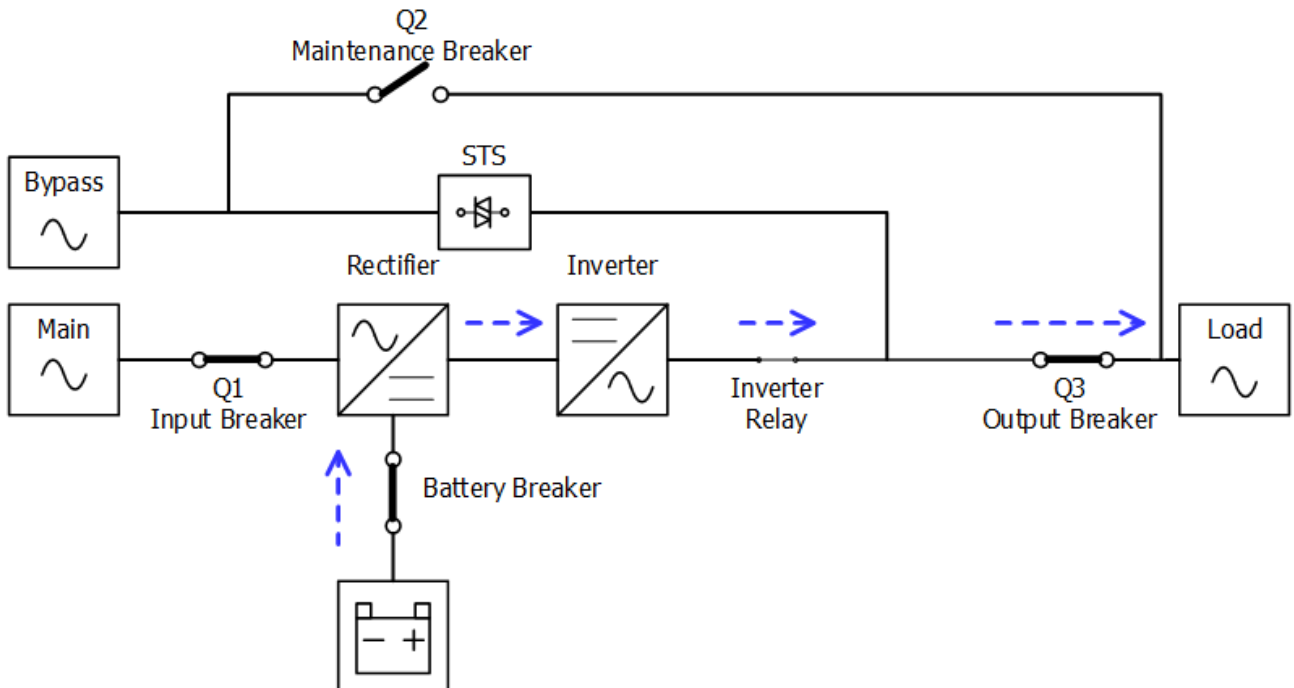 Q2
Maintenance Breaker
STS
Bypass
Rectifier
Inverter
Main
Load
Q1
Input Breaker
Inverter
Relay
Q3
Output Breaker
Battery Breaker